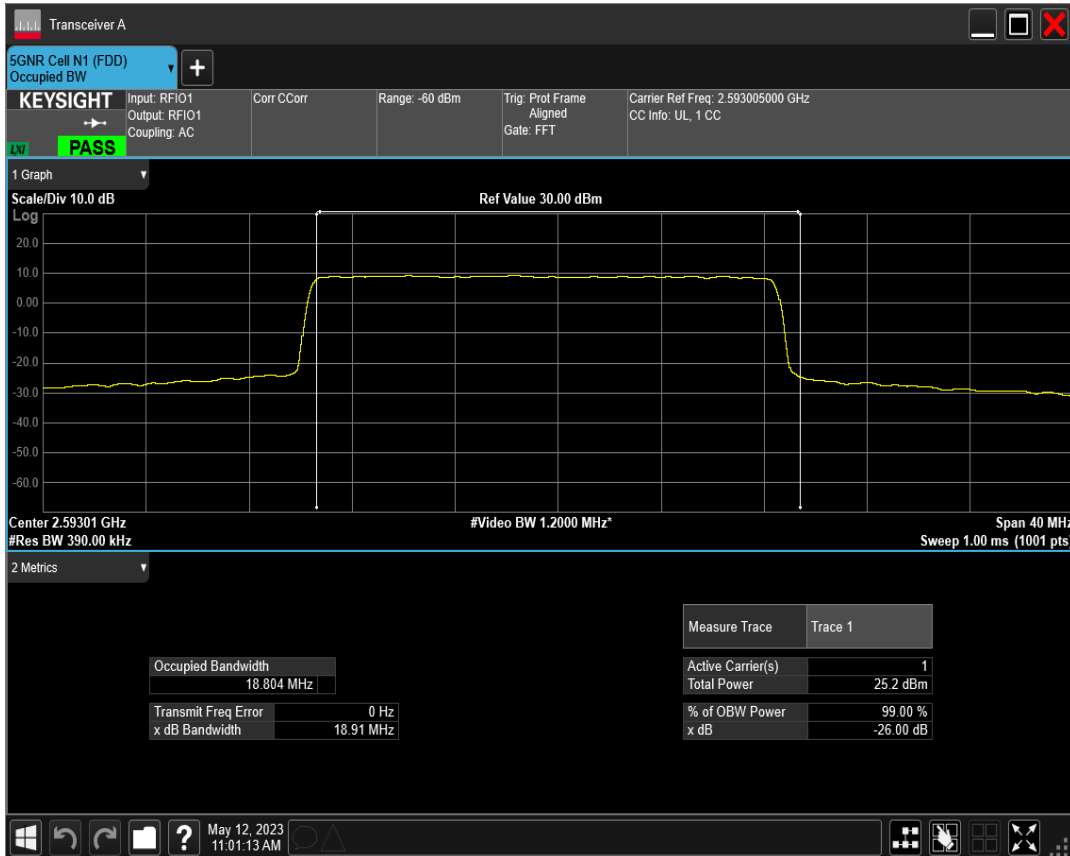 Transceiver A
5GNR Cell N1 (FDD)
Occupied BW
+
KEYSIGHT
LXI
PASS
Input: RFIO1
Output: RFIO1
Coupling: AC
Corr CCorr
Range: -60 dBm
Trig: Prot Frame
Aligned
Gate: FFT
Carrier Ref Freq: 2.593005000 GHz
CC Info: UL, 1 CC
1 Graph
Scale/Div 10.0 dB
Ref Value 30.00 dBm
Log
20.0
10.0
0.00
-10.0
-20.0
-30.0
-40.0
-50.0
-60.0
Center 2.59301 GHz
#Video BW 1.2000 MHz*
Span 40 MHz
#Res BW 390.00 kHz
Sweep 1.00 ms (1001 pts)
2 Metrics
Measure Trace
Trace 1
Occupied Bandwidth
18.804 MHz
Active Carrier(s) 1
Total Power 25.2 dBm
Transmit Freq Error 0 Hz
x dB Bandwidth 18.91 MHz
% of OBW Power 99.00 %
x dB -26.00 dB
?
May 12, 2023
11:01:13 AM